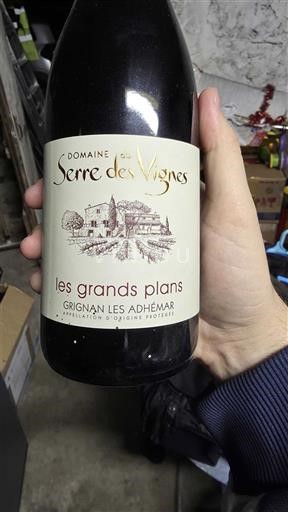 DOMAINE du
Serre des Vignes
les grands plans
GRIGNAN LES ADHÉMAR
APPELLATION D'ORIGINE PROTÉGÉE